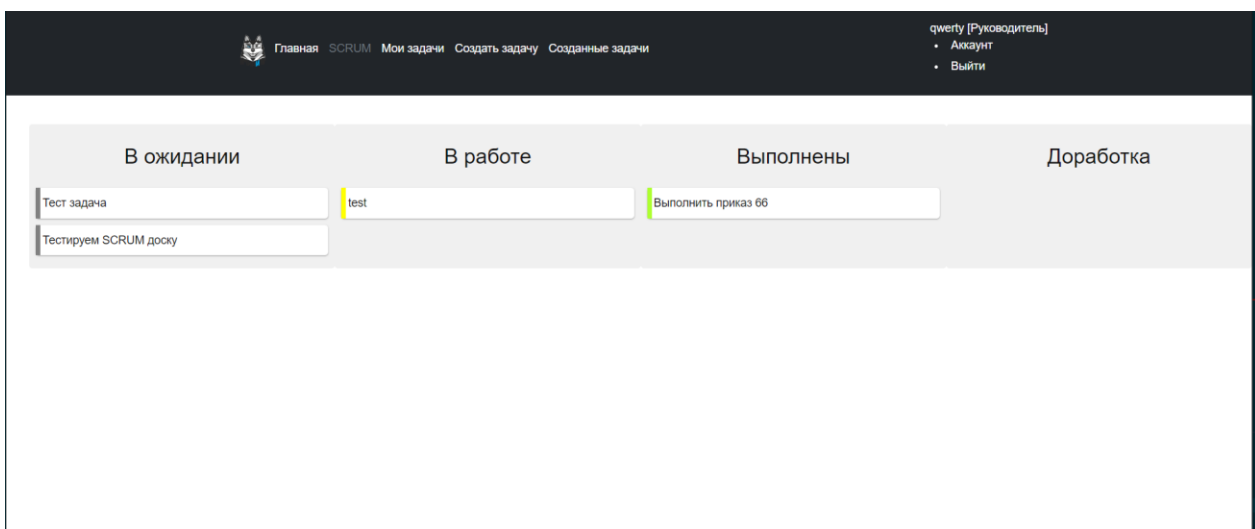 Главная SCRUM Мои задачи Создать задачу Созданные задачи
qwerty [Руководитель]
• Аккаунт
• Выйти
В ожидании
Тест задача
Тестируем SCRUM доску
В работе
test
Выполнены
Выполнить приказ 66
Доработка